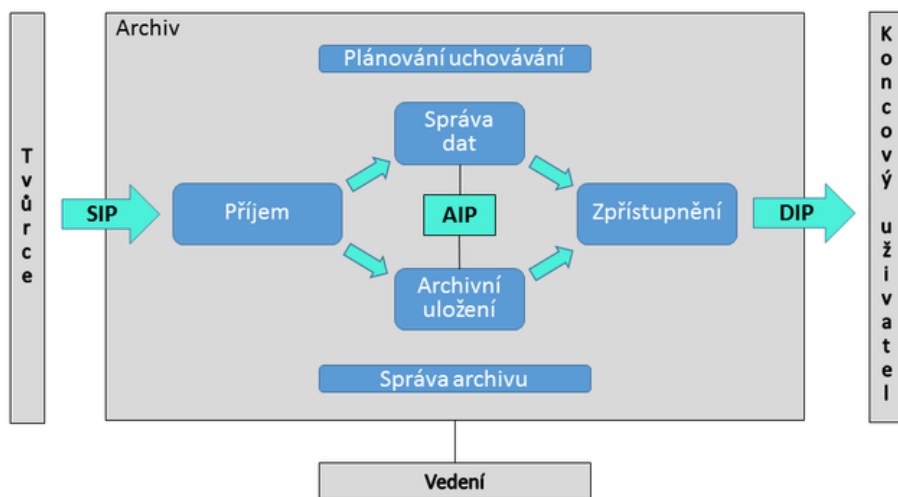 Archiv
Plánování uchovávání
Tvůrce
SIP
Příjem
Správa
dat
AIP
Archivní
uložení
Zpřístupnění
DIP
Koncový uživatel
Správa archivu
Vedení